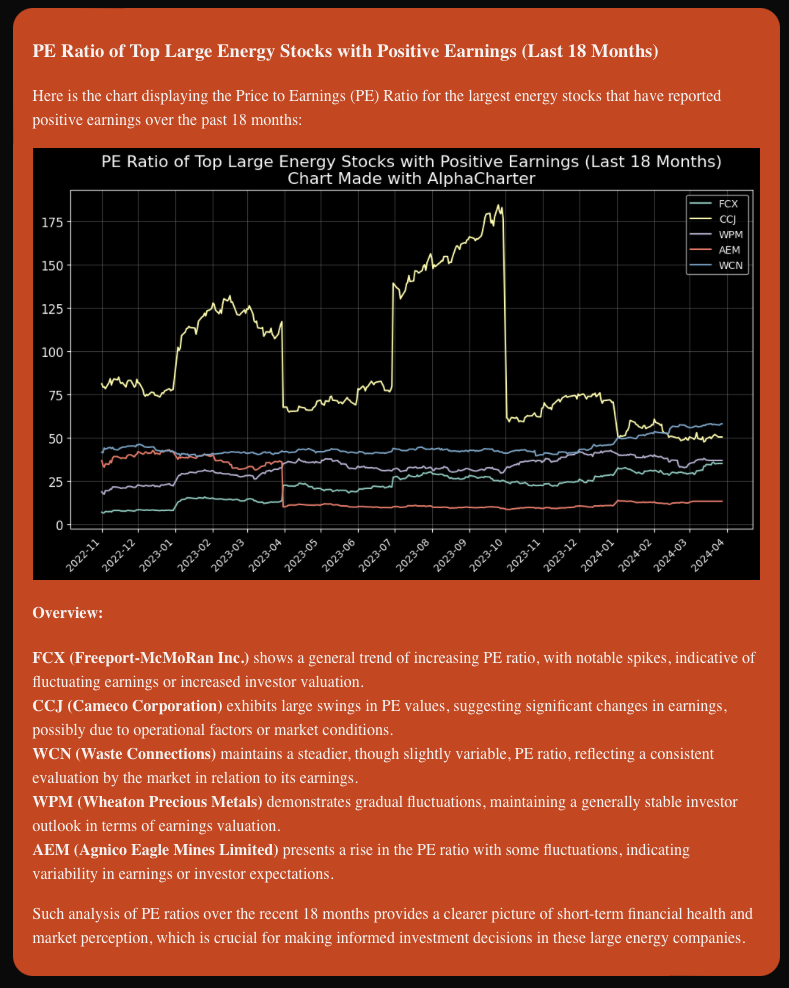 PE Ratio of Top Large Energy Stocks with Positive Earnings (Last 18 Months)
Here is the chart displaying the Price to Earnings (PE) Ratio for the largest energy stocks that have reported
positive earnings over the past 18 months:
PE Ratio of Top Large Energy Stocks with Positive Earnings (Last 18 Months)
Chart Made with AlphaCharter
FCX
CCJ
WPM
AEM
WCN
175
150
125
100
75
50
25
0
2022-11
2022-12
2023-01
2023-02
2023-03
2023-04
2023-05
2023-06
2023-07
2023-08
2023-09
2023-10
2023-11
2023-12
2024-01
2024-02
2024-03
2024-04
Overview:
FCX (Freeport-McMoRan Inc.) shows a general trend of increasing PE ratio, with notable spikes, indicative of
fluctuating earnings or increased investor valuation.
CCJ (Cameco Corporation) exhibits large swings in PE values, suggesting significant changes in earnings,
possibly due to operational factors or market conditions.
WCN (Waste Connections) maintains a steadier, though slightly variable, PE ratio, reflecting a consistent
evaluation by the market in relation to its earnings.
WPM (Wheaton Precious Metals) demonstrates gradual fluctuations, maintaining a generally stable investor
outlook in terms of earnings valuation.
AEM (Agnico Eagle Mines Limited) presents a rise in the PE ratio with some fluctuations, indicating
variability in earnings or investor expectations.
Such analysis of PE ratios over the recent 18 months provides a clearer picture of short-term financial health and
market perception, which is crucial for making informed investment decisions in these large energy companies.